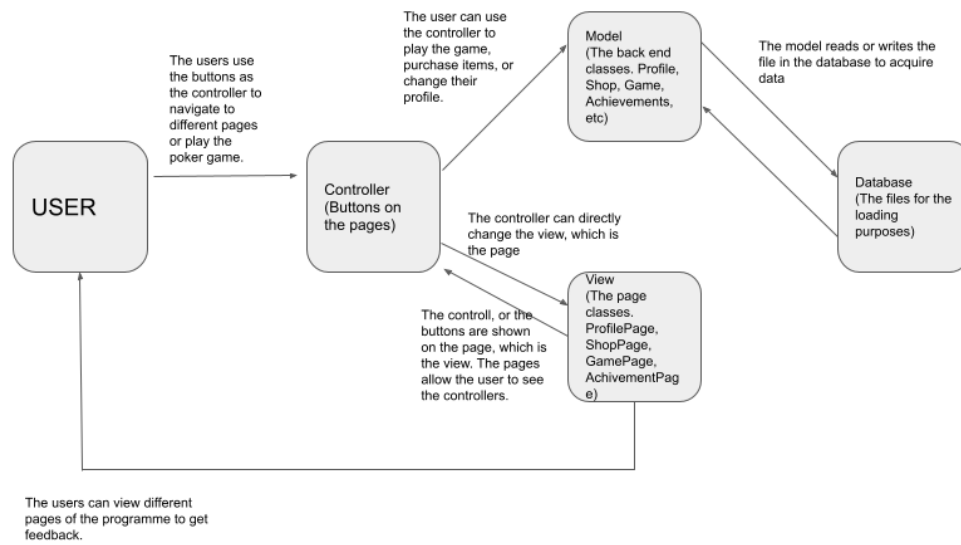 The users use
the buttons as
the controller to
navigate to
different pages
or play the
poker game.
The user can use
the controller to
play the game,
purchase items, or
change their
profile.
Model
(The back end
classes. Profile,
Shop, Game,
Achievements,
etc)
The model reads or writes the
file in the database to acquire
data
USER
Controller
(Buttons on
the pages)
Database
(The files for the
loading
purposes)
The controller can directly
change the view, which is
the page
The controll, or the
buttons are shown
on the page, which is
the view. The pages
allow the user to see
the controllers.
View
(The page
classes.
ProfilePage,
ShopPage,
GamePage,
AchivementPag
e)
The users can view different
pages of the programme to get
feedback.